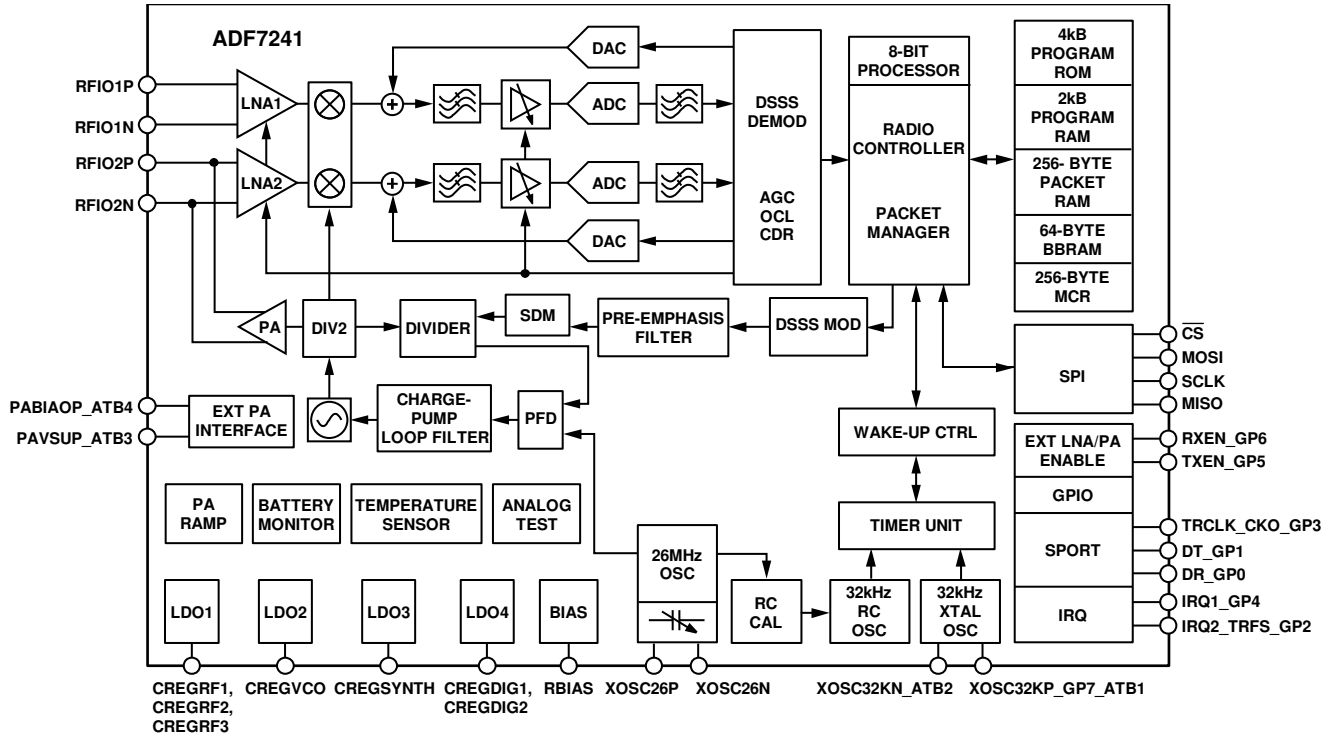 ADF7241
RFIO1P
RFIO1N
RFIO2P
RFIO2N
LNA1
LNA2
DAC
ADC
ADC
DAC
DSSS
DEMOD
AGC
OCL
CDR
8-BIT
PROCESSOR
RADIO
CONTROLLER
PACKET
MANAGER
4kB
PROGRAM
ROM
2kB
PROGRAM
RAM
256- BYTE
PACKET
RAM
64-BYTE
BBRAM
256-BYTE
MCR
PA
DIV2
DIVIDER
SDM
PRE-EMPHASIS
FILTER
DSSS MOD
SPI
CS
MOSI
SCLK
MISO
PABIAOP_ATB4
PAVSUP_ATB3
EXT PA
INTERFACE
CHARGE-
PUMP
LOOP FILTER
PFD
WAKE-UP CTRL
EXT LNA/PA
ENABLE
GPIO
SPORT
IRQ
RXEN_GP6
TXEN_GP5
TRCLK_CKO_GP3
DT_GP1
DR_GP0
IRQ1_GP4
IRQ2_TRFS_GP2
PA
RAMP
BATTERY
MONITOR
TEMPERATURE
SENSOR
ANALOG
TEST
TIMER UNIT
26MHz
OSC
LDO1
LDO2
LDO3
LDO4
BIAS
RC
CAL
32kHz
RC
OSC
32kHz
XTAL
OSC
CREGRF1,
CREGRF2,
CREGRF3
CREGVCO
CREGSYNTH
CREGDIG1,
CREGDIG2
RBIAS
XOSC26P
XOSC26N
XOSC32KN_ATB2
XOSC32KP_GP7_ATB1